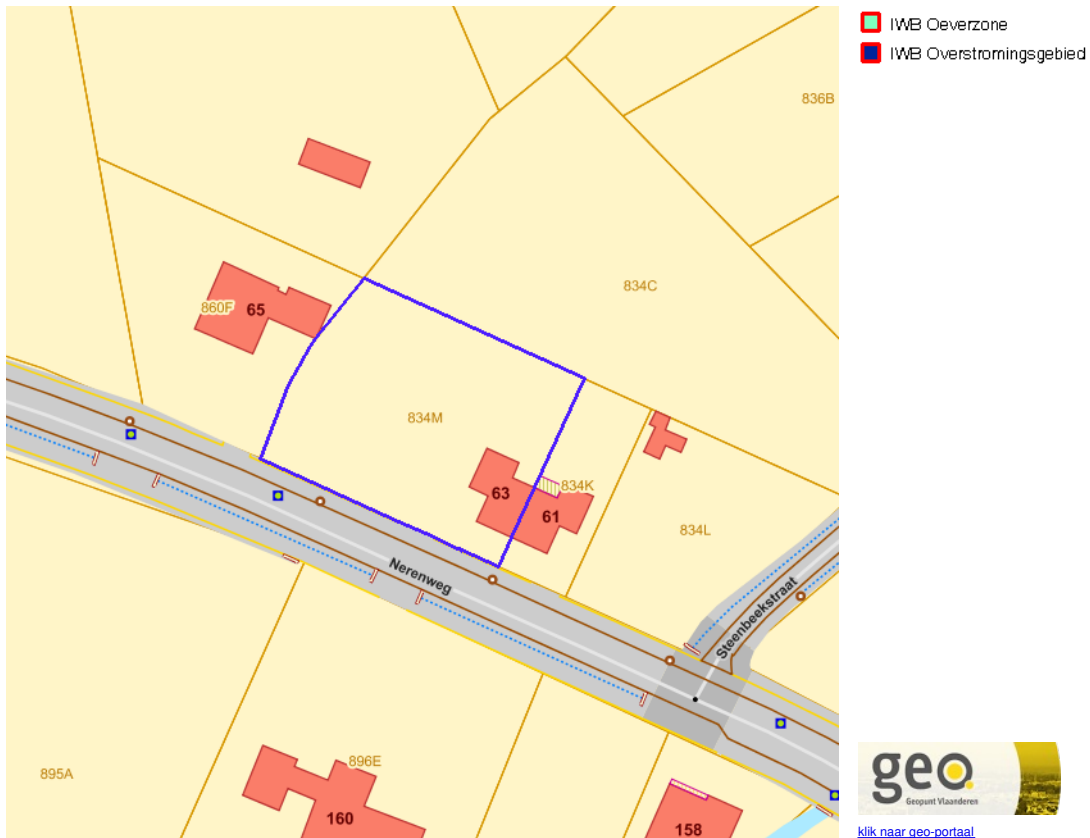 IWB Oeverzone
IWB Overstromingsgebied
836B
834C
860F
65
834M
63
834K
61
834L
Nerenweg
Steenbeekstraat
895A
896E
160
158
geo
Geopunt Vlaanderen
klik naar geo-portaal